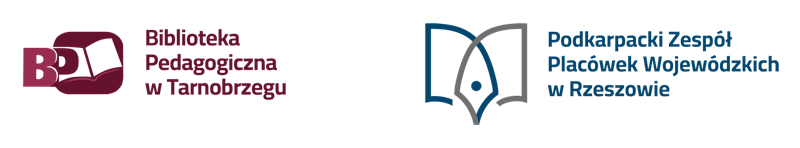 BP
Biblioteka
Pedagogiczna
w Tarnobrzegu
Podkarpacki Zespół
Placówek Wojewódzkich
w Rzeszowie